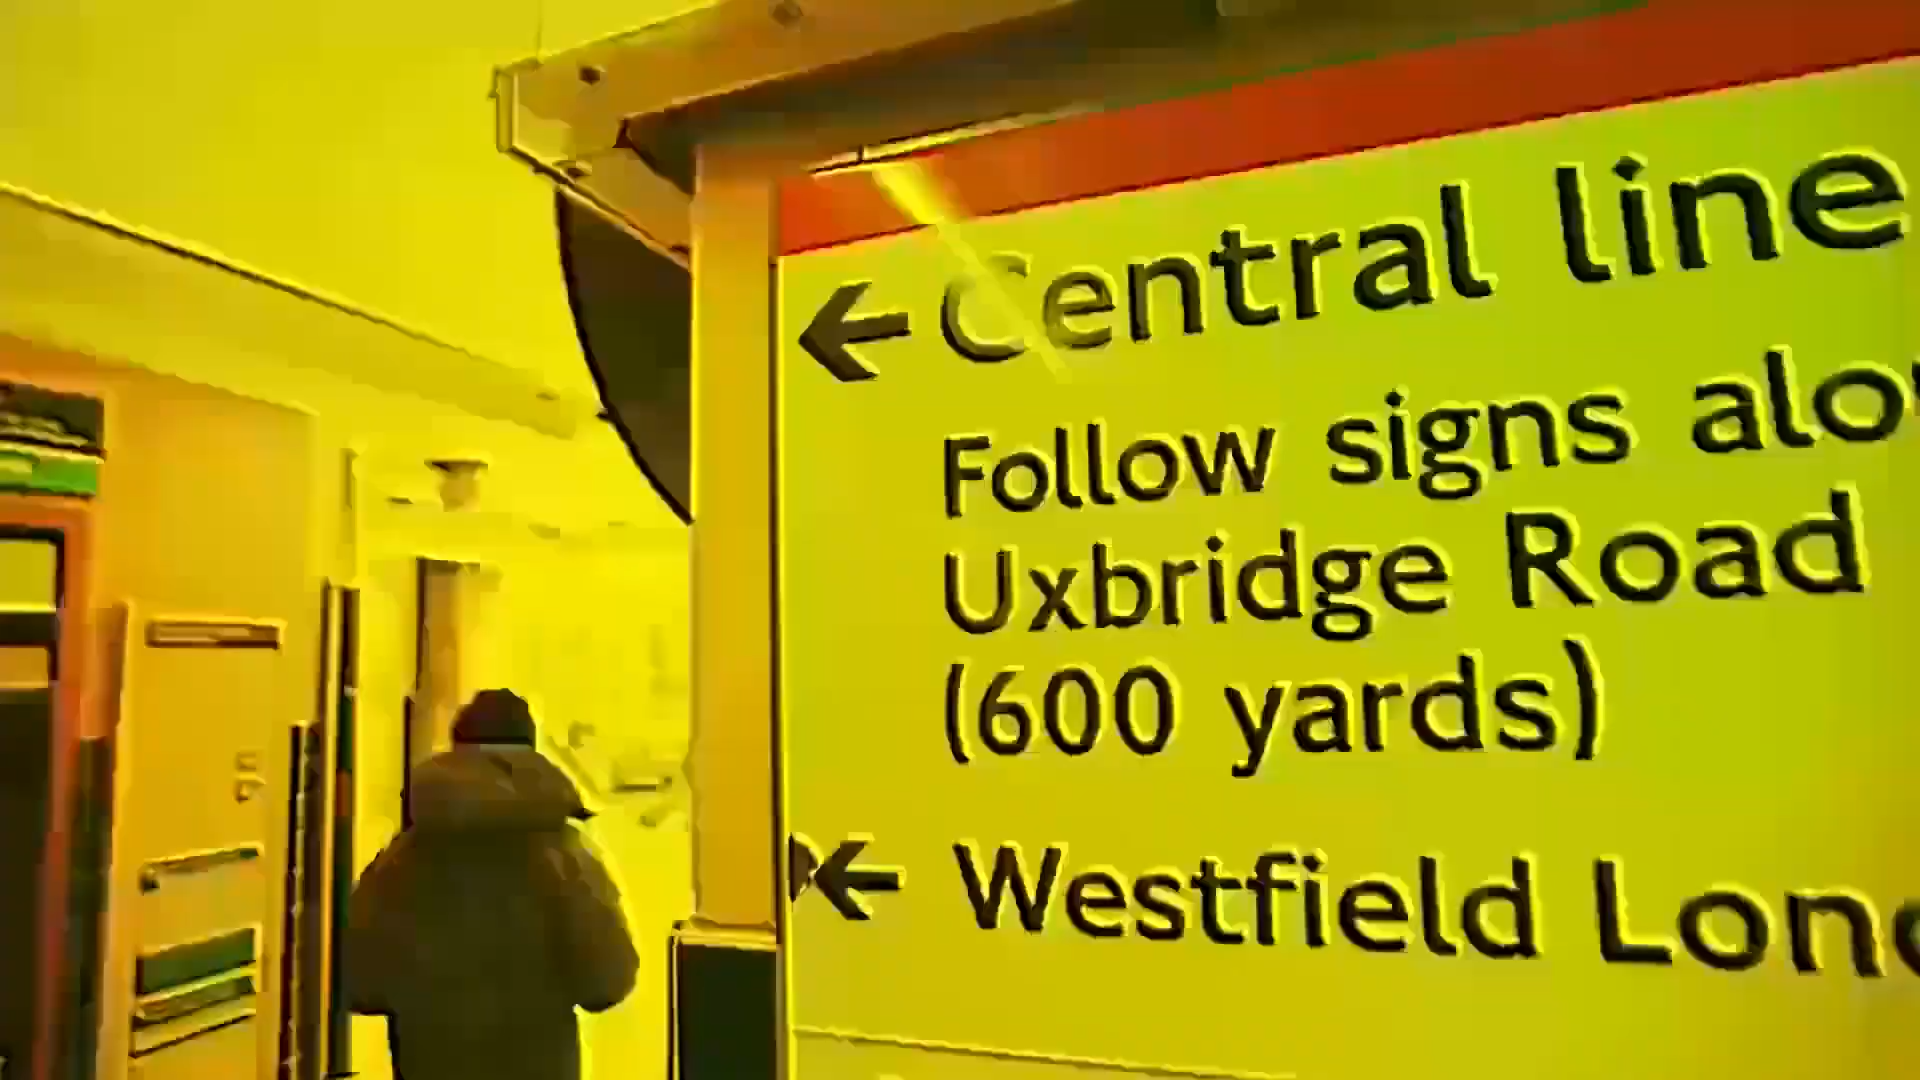 Central line
Follow signs alo
Uxbridge Road
(600 yards)
Westfield Lon